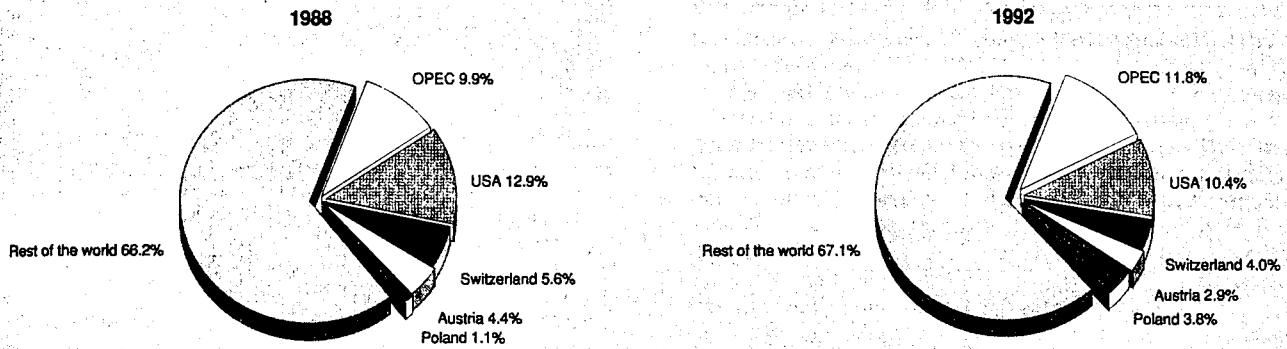 1988
OPEC 9.9%
USA 12.9%
Rest of the world 66.2%
Switzerland 5.6%
Austria 4.4%
Poland 1.1%
1992
OPEC 11.8%
USA 10.4%
Rest of the world 67.1%
Switzerland 4.0%
Austria 2.9%
Poland 3.8%